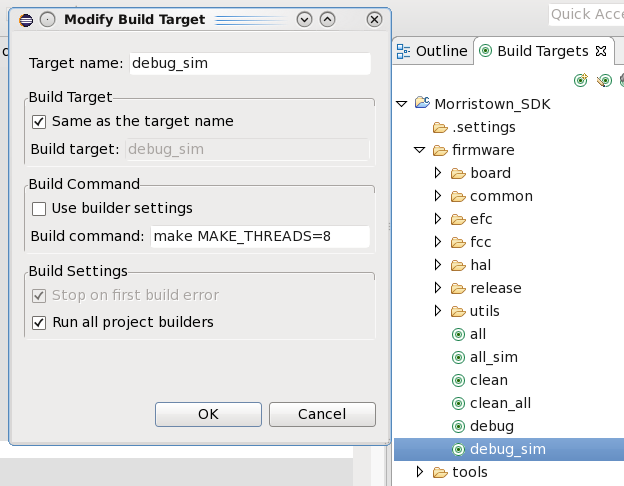 Modify Build Target
Target name: debug_sim
Build Target
Same as the target name
Build target: debug_sim
Build Command
Use builder settings
Build command: make MAKE_THREADS=8
Build Settings
Stop on first build error
Run all project builders
OK Cancel
Quick Acce
Outline Build Targets
Morristown_SDK
.settings
firmware
board
common
efc
fcc
hal
release
utils
all
all_sim
clean
clean_all
debug
debug_sim
tools